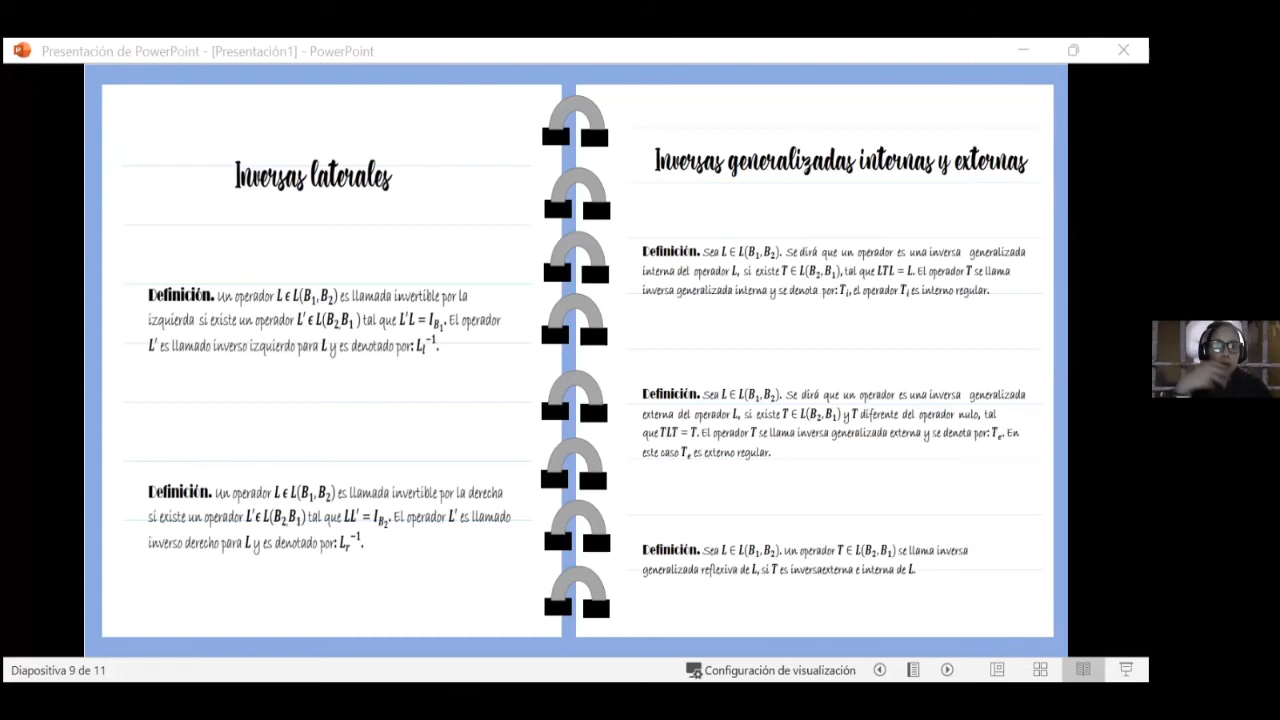 Presentación de PowerPoint - [Presentación1] - PowerPoint
Inversas laterales
Definición. Un operador L ϵ L(B₁, B₂) es llamada invertible por la
izquierda si existe un operador L′ ϵ L(B₂,B₁) tal que L′L = I_B₁. El operador
L′ es llamado inverso izquierdo para L y es denotado por: Lₗ⁻¹.
Definición. Un operador L ϵ L(B₁, B₂) es llamada invertible por la derecha
si existe un operador L′ϵ L(B₂,B₁) tal que LL′ = I_B₂. El operador L′ es llamado
inverso derecho para L y es denotado por: Lᵣ⁻¹.
Inversas generalizadas internas y externas
Definición. Sea L ∈ L(B₁, B₂). Se dirá que un operador es una inversa generalizada
interna del operador L, si existe T ∈ L(B₂, B₁), tal que LTL = L. El operador T se llama
inversa generalizada interna y se denota por: Tᵢ, el operador Tᵢ es interno regular.
Definición. Sea L ∈ L(B₁, B₂). Se dirá que un operador es una inversa generalizada
externa del operador L, si existe T ∈ L(B₂, B₁) y T diferente del operador nulo, tal
que TLT = T. El operador T se llama inversa generalizada externa y se denota por: Tₑ. En
este caso Tₑ es externo regular.
Definición. Sea L ∈ L(B₁, B₂). Un operador T ∈ L(B₂, B₁) se llama inversa
generalizada reflexiva de L, si T es inversaexterna e interna de L.
Diapositiva 9 de 11
Configuración de visualización